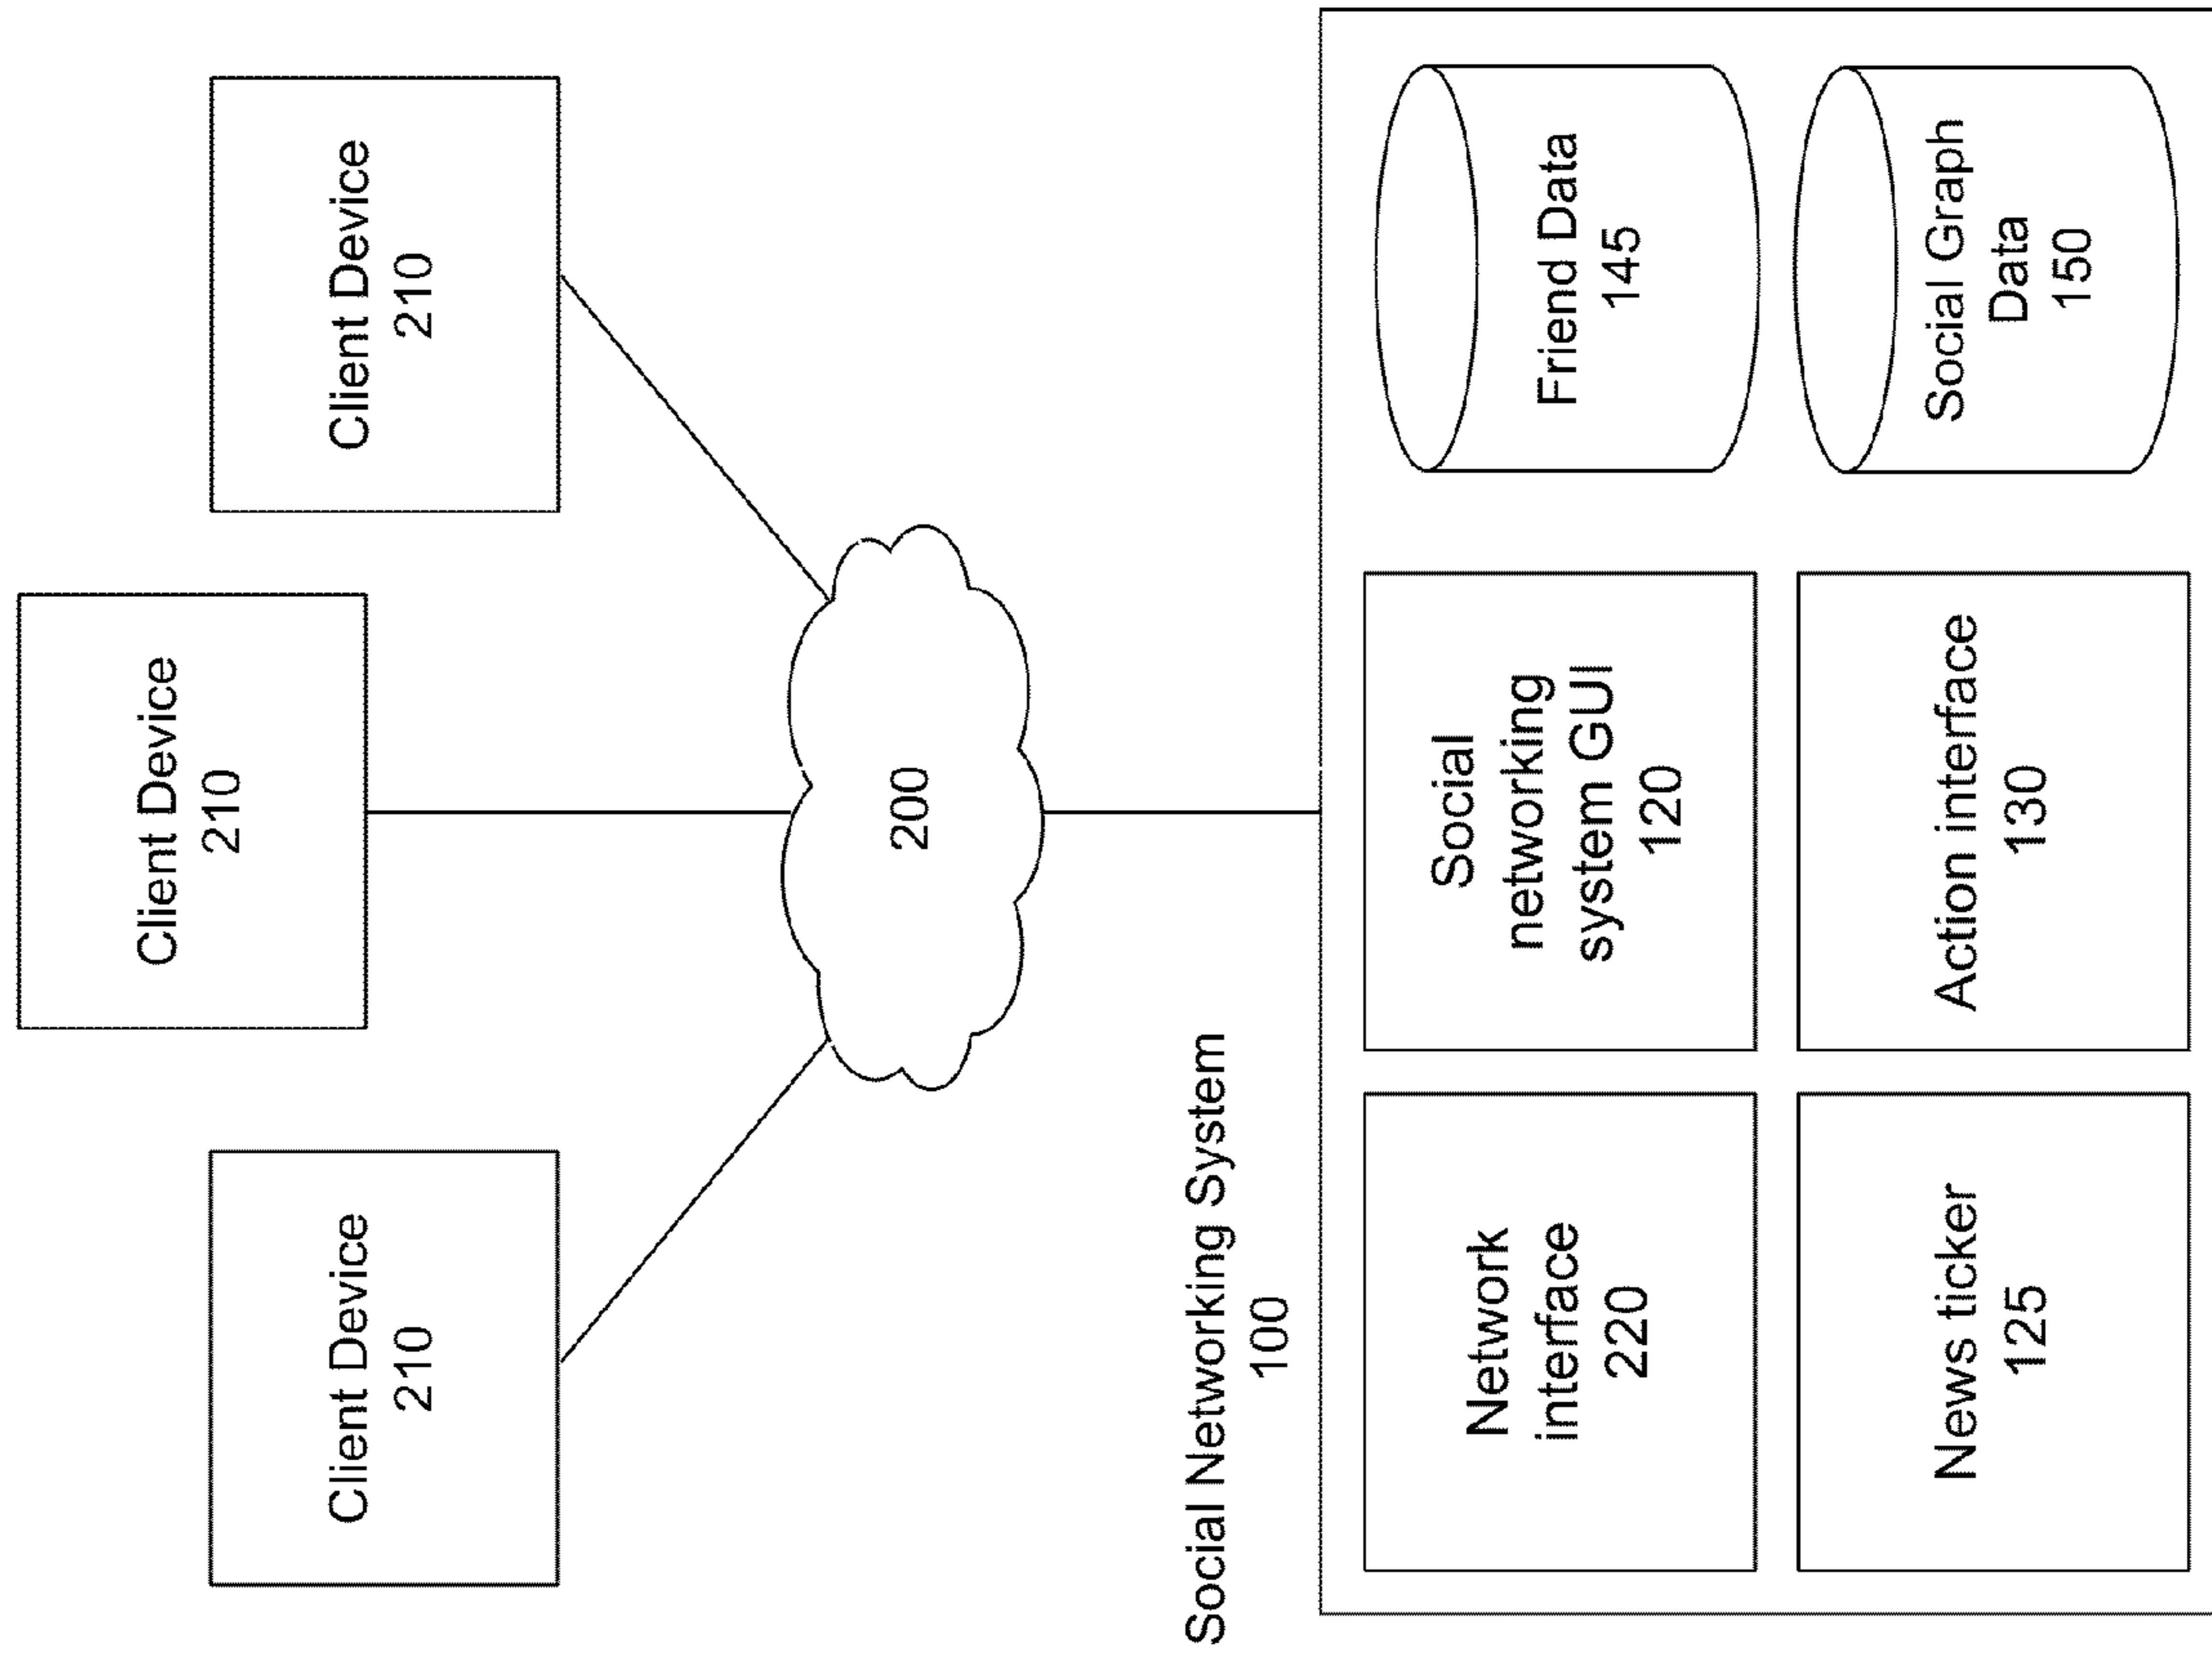 Client Device
210
Client Device
210
Client Device
210
200
Social Networking System
100
Network
interface
220
Social
networking
system GUI
120
Friend Data
145
News ticker
125
Action interface
130
Social Graph
Data
150